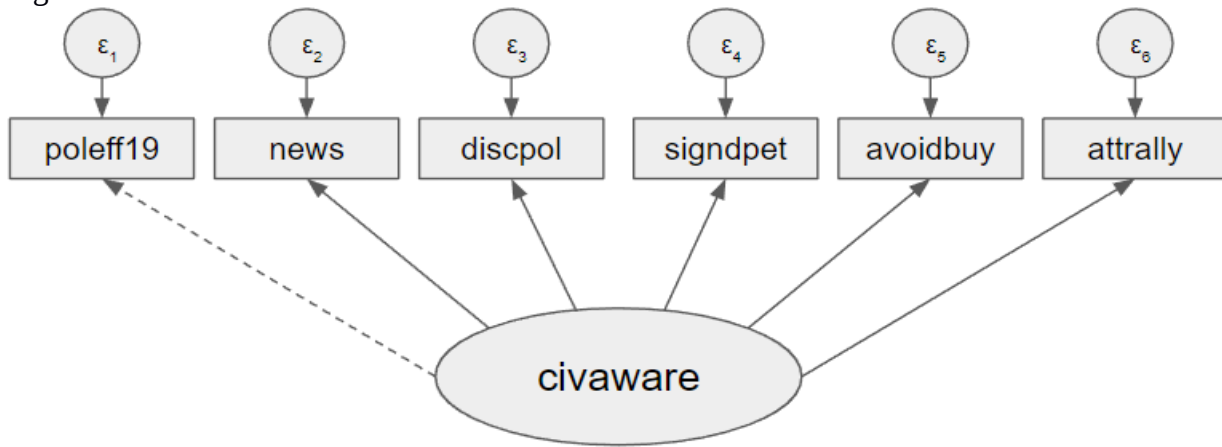 ε1 ε2 ε3 ε4 ε5 ε6
poleff19 news discpol signdpet avoidbuy attrally
civaware